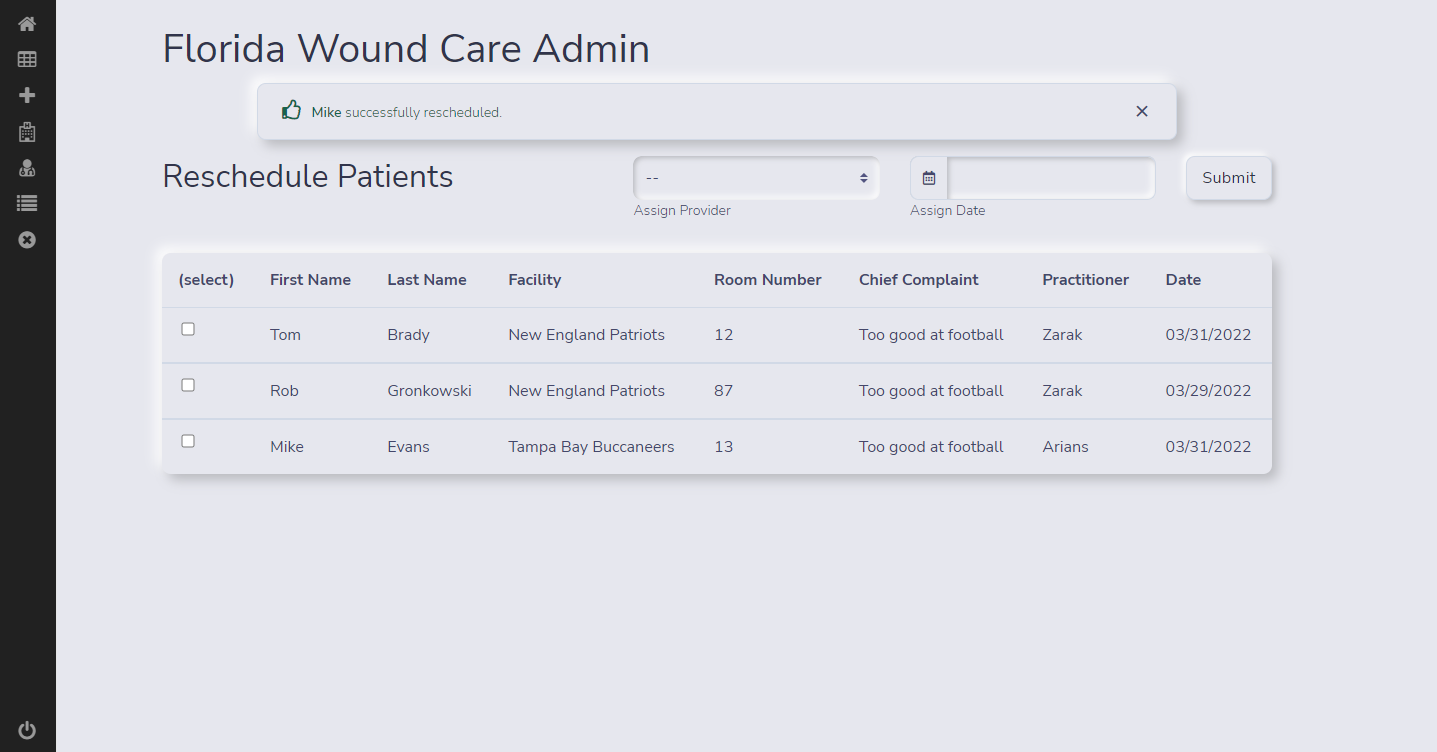 Florida Wound Care Admin
Mike successfully rescheduled.
Reschedule Patients
--
Submit
Assign Provider
Assign Date
(select) First Name Last Name Facility Room Number Chief Complaint Practitioner Date
Tom Brady New England Patriots 12 Too good at football Zarak 03/31/2022
Rob Gronkowski New England Patriots 87 Too good at football Zarak 03/29/2022
Mike Evans Tampa Bay Buccaneers 13 Too good at football Arians 03/31/2022